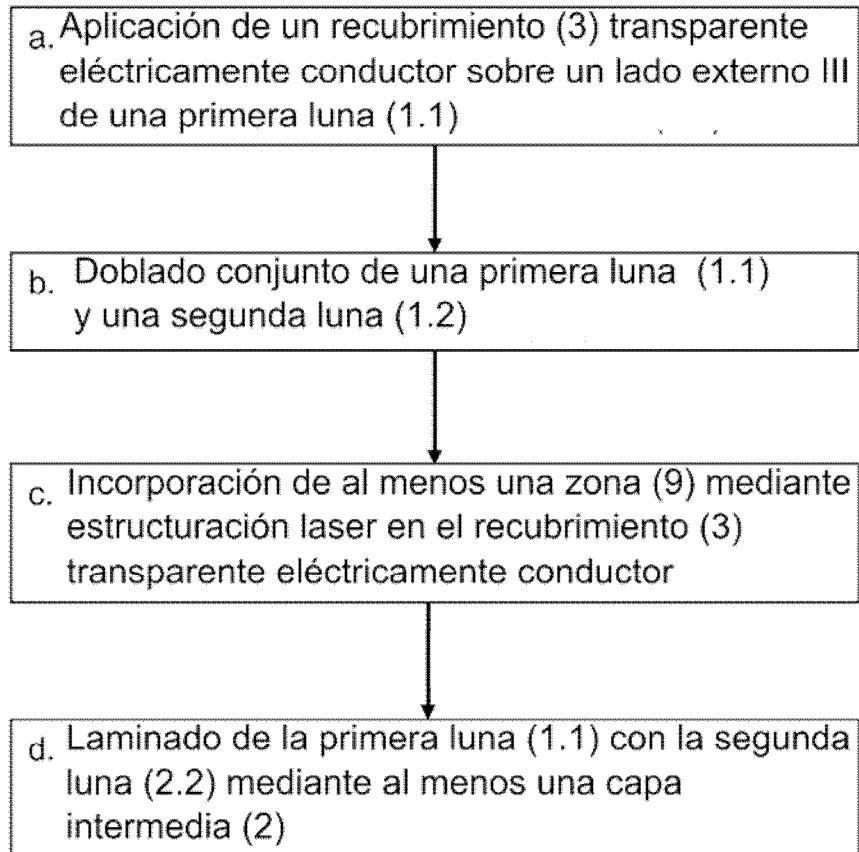 a. Aplicación de un recubrimiento (3) transparente
eléctricamente conductor sobre un lado externo III
de una primera luna (1.1)
b. Doblado conjunto de una primera luna (1.1)
y una segunda luna (1.2)
c. Incorporación de al menos una zona (9) mediante
estructuración laser en el recubrimiento (3)
transparente eléctricamente conductor
d. Laminado de la primera luna (1.1) con la segunda
luna (2.2) mediante al menos una capa
intermedia (2)